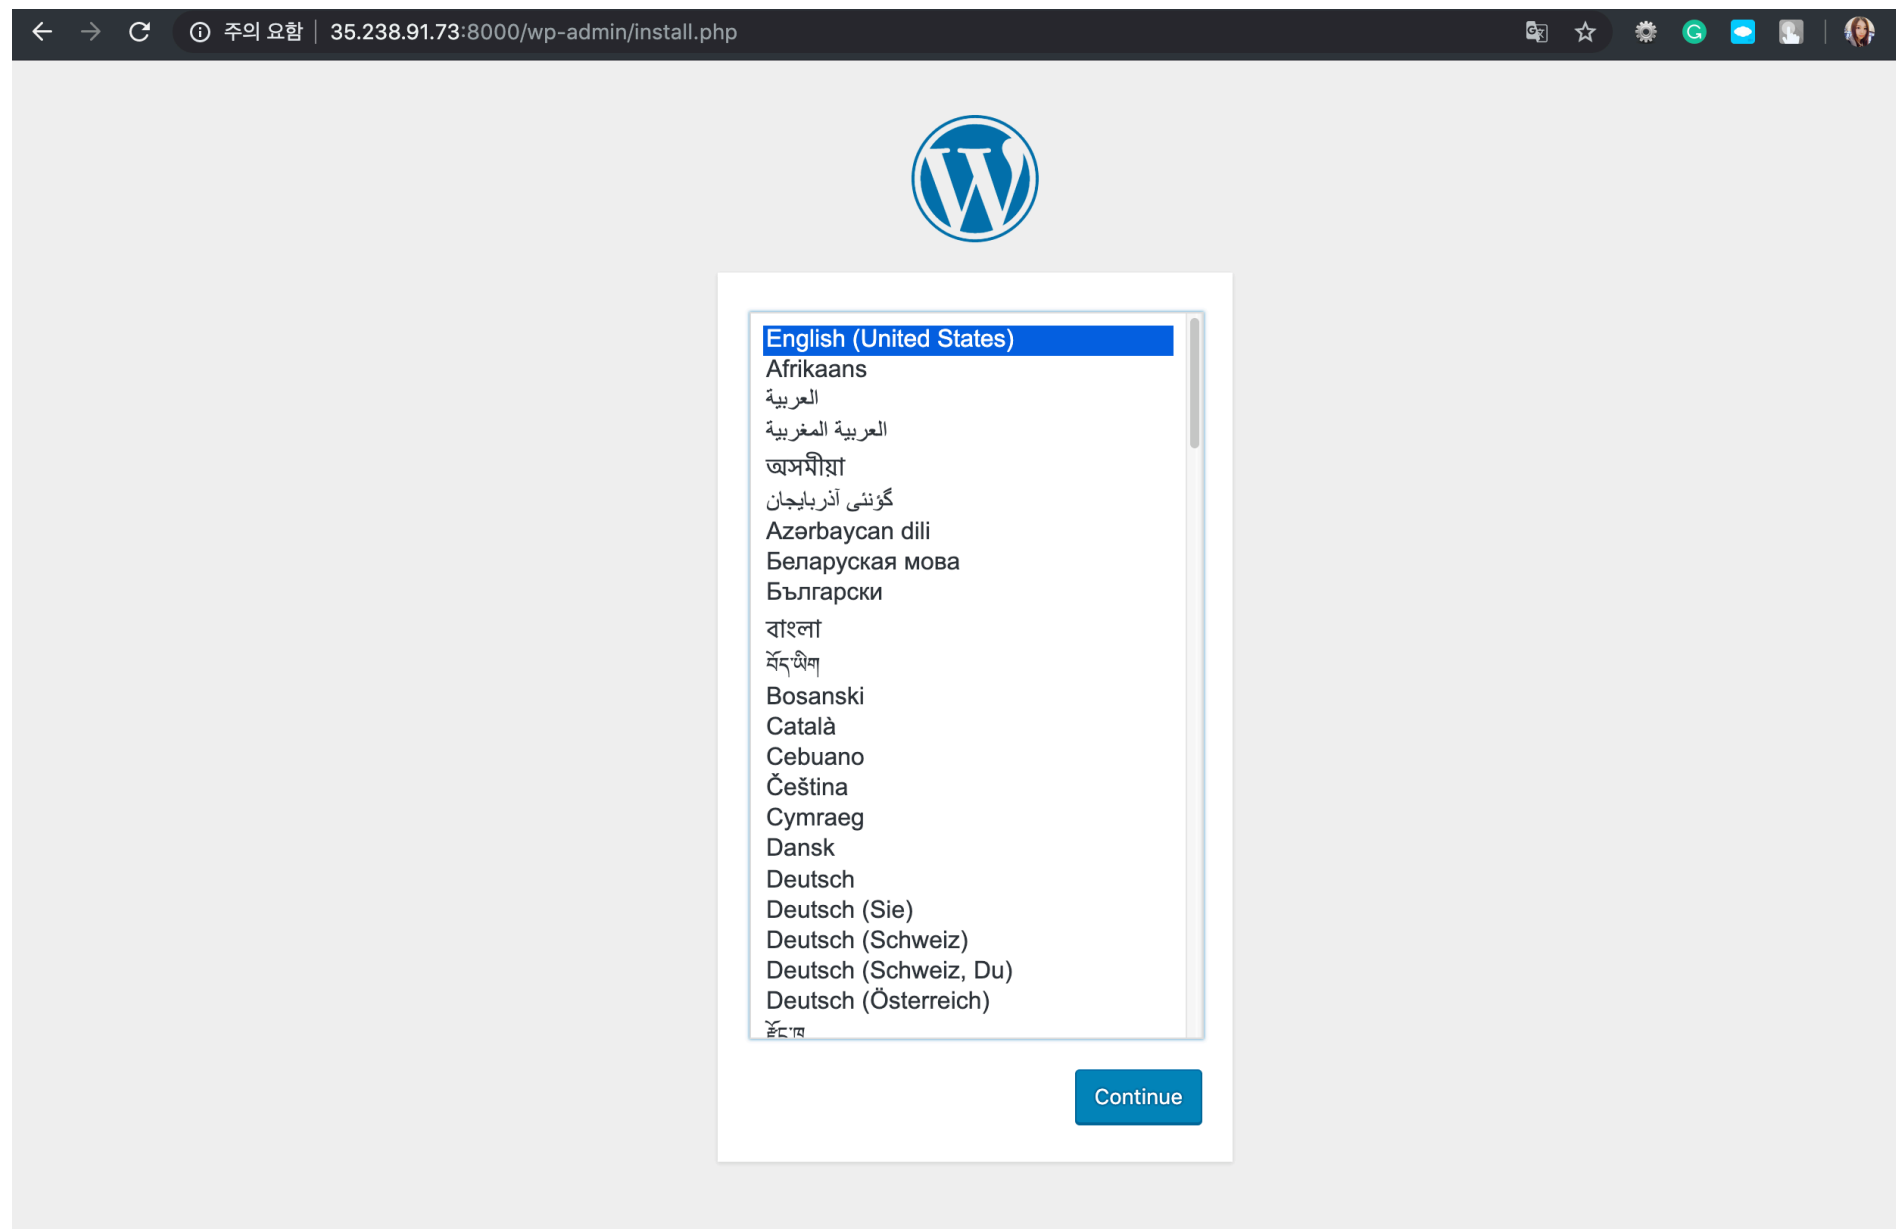 주의 요함 35.238.91.73:8000/wp-admin/install.php
English (United States)
Afrikaans
العربية
العربية المغربية
অসমীয়া
گؤنئی آذربایجان
Azərbaycan dili
Беларуская мова
Български
বাংলা
བོད་ཡིག
Bosanski
Català
Cebuano
Čeština
Cymraeg
Dansk
Deutsch
Deutsch (Sie)
Deutsch (Schweiz)
Deutsch (Schweiz, Du)
Deutsch (Österreich)
རྫོང་ཁ
Continue